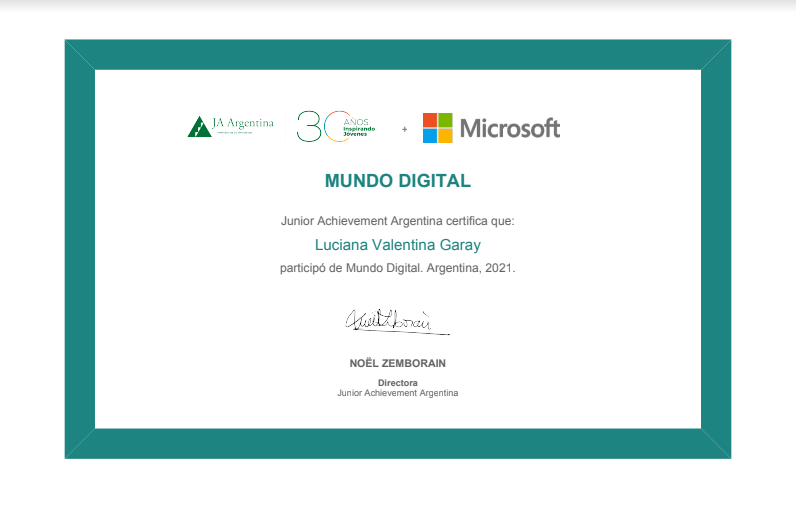 JA Argentina
30 AÑOS
Inspirando
Jóvenes
+
Microsoft
MUNDO DIGITAL
Junior Achievement Argentina certifica que:
Luciana Valentina Garay
participó de Mundo Digital. Argentina, 2021.
NOËL ZEMBORAIN
Directora
Junior Achievement Argentina